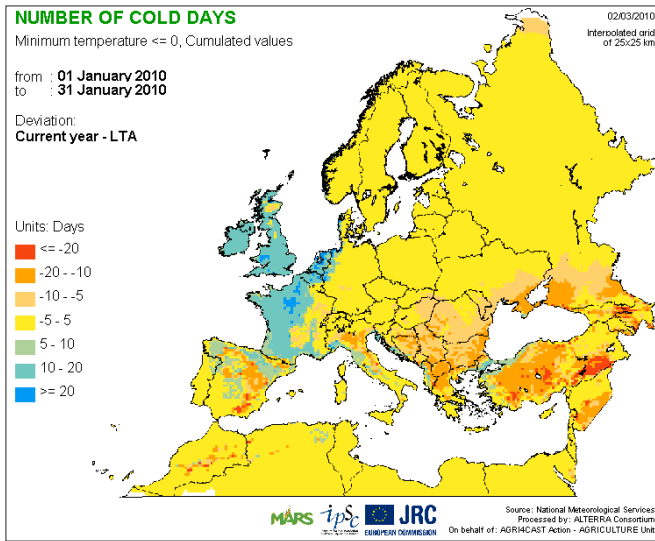 NUMBER OF COLD DAYS
Minimum temperature <= 0, Cumulated values
from : 01 January 2010
to : 31 January 2010
Deviation:
Current year - LTA
02/03/2010
Interpolated grid
of 25x25 km
Units: Days
<= -20
-20 - -10
-10 - -5
-5 - 5
5 - 10
10 - 20
>= 20
MARS
ipsc
EUROPEAN COMMISSION
JRC
Source: National Meteorological Services
Processed by: ALTERRA Consortium
On behalf of: AGRI4CAST Action - AGRICULTURE Unit